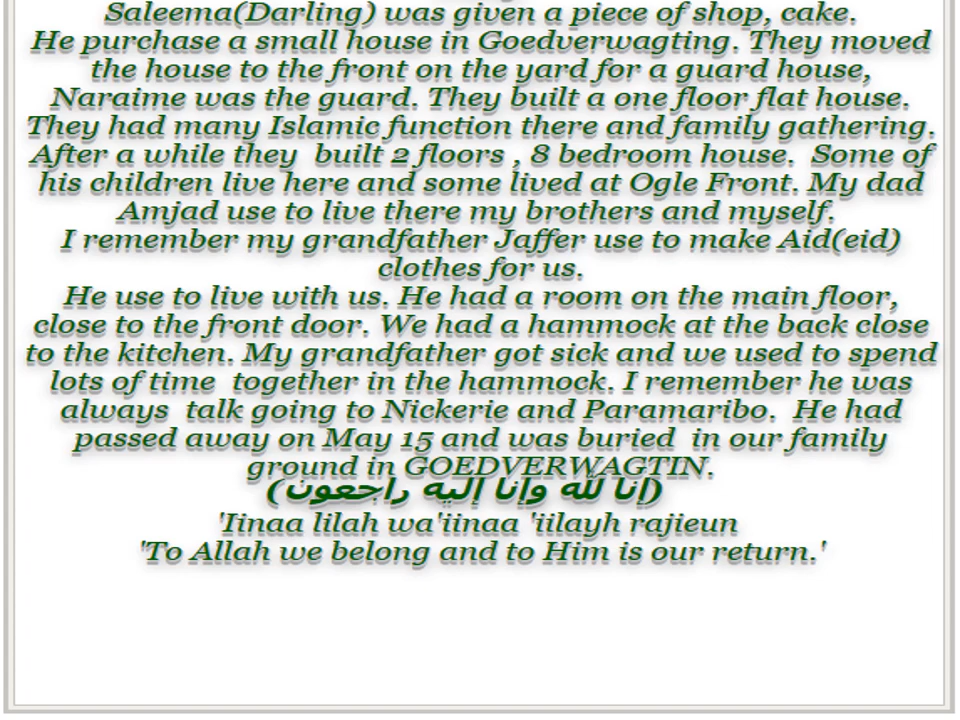 Saleema(Darling) was given a piece of shop, cake.
He purchase a small house in Goedverwagting. They moved
the house to the front on the yard for a guard house,
Naraime was the guard. They built a one floor flat house.
They had many Islamic function there and family gathering.
After a while they  built 2 floors , 8 bedroom house.  Some of
his children live here and some lived at Ogle Front. My dad
Amjad use to live there my brothers and myself.
I remember my grandfather Jaffer use to make Aid(eid)
clothes for us.
He use to live with us. He had a room on the main floor,
close to the front door. We had a hammock at the back close
to the kitchen. My grandfather got sick and we used to spend
lots of time  together in the hammock. I remember he was
always  talk going to Nickerie and Paramaribo.  He had
passed away on May 15 and was buried  in our family
ground in GOEDVERWAGTIN.
(إنا لله وإنا إليه راجعون)
'Iinaa lilah wa'iinaa 'iilayh rajieun
'To Allah we belong and to Him is our return.'